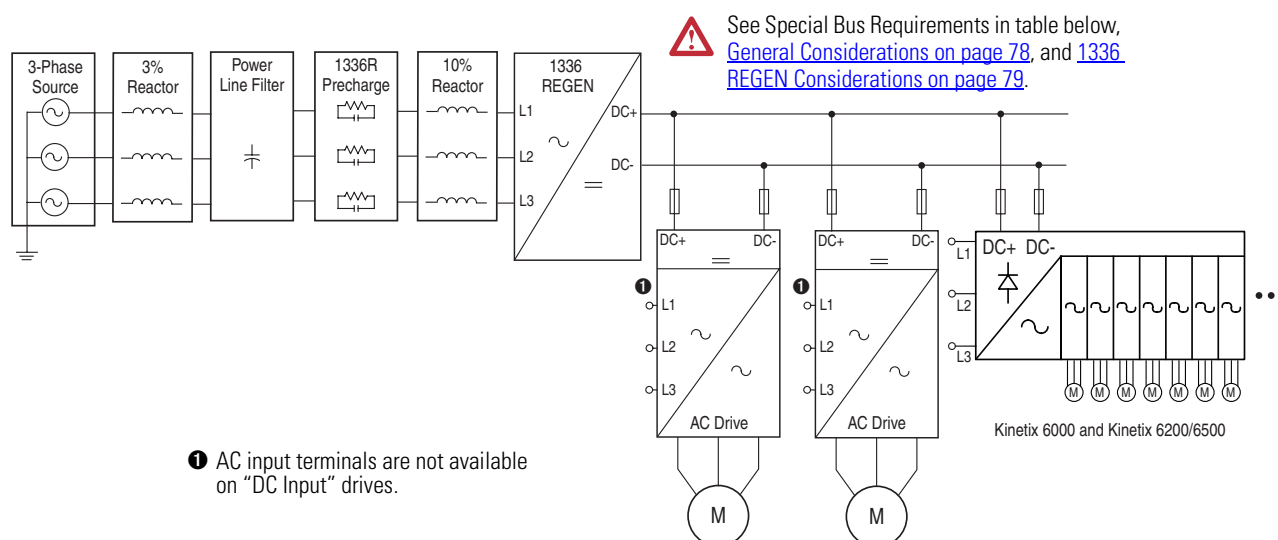 See Special Bus Requirements in table below,
General Considerations on page 78, and 1336
REGEN Considerations on page 79.
3-Phase
Source
3%
Reactor
Power
Line Filter
1336R
Precharge
10%
Reactor
1336
REGEN
L1
L2
L3
DC+
DC-
DC+
DC-
❶
L1
L2
L3
AC Drive
M
DC+
DC-
❶
L1
L2
L3
AC Drive
M
L1
L2
L3
DC+ DC-
M M M M M M M
Kinetix 6000 and Kinetix 6200/6500
❶ AC input terminals are not available
on “DC Input” drives.